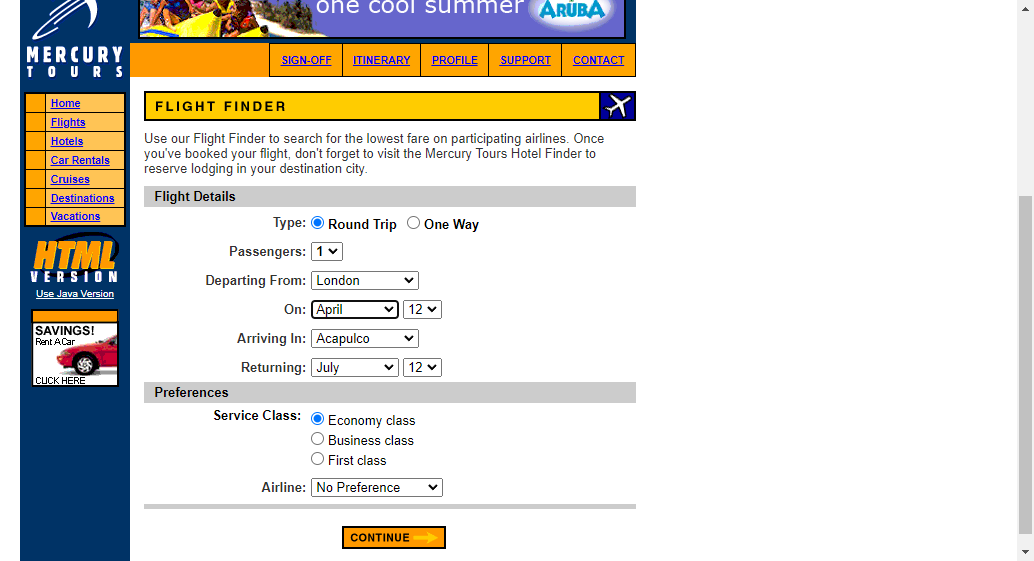 one cool summer ARUBA
MERCURY
TOURS
SIGN-OFF ITINERARY PROFILE SUPPORT CONTACT
Home
Flights
Hotels
Car Rentals
Cruises
Destinations
Vacations
HTML
VERSION
Use Java Version
SAVINGS!
Rent A Car
CLICK HERE
FLIGHT FINDER
Use our Flight Finder to search for the lowest fare on participating airlines. Once
you've booked your flight, don't forget to visit the Mercury Tours Hotel Finder to
reserve lodging in your destination city.
Flight Details
Type: Round Trip One Way
Passengers: 1
Departing From: London
On: April 12
Arriving In: Acapulco
Returning: July 12
Preferences
Service Class: Economy class
Business class
First class
Airline: No Preference
CONTINUE